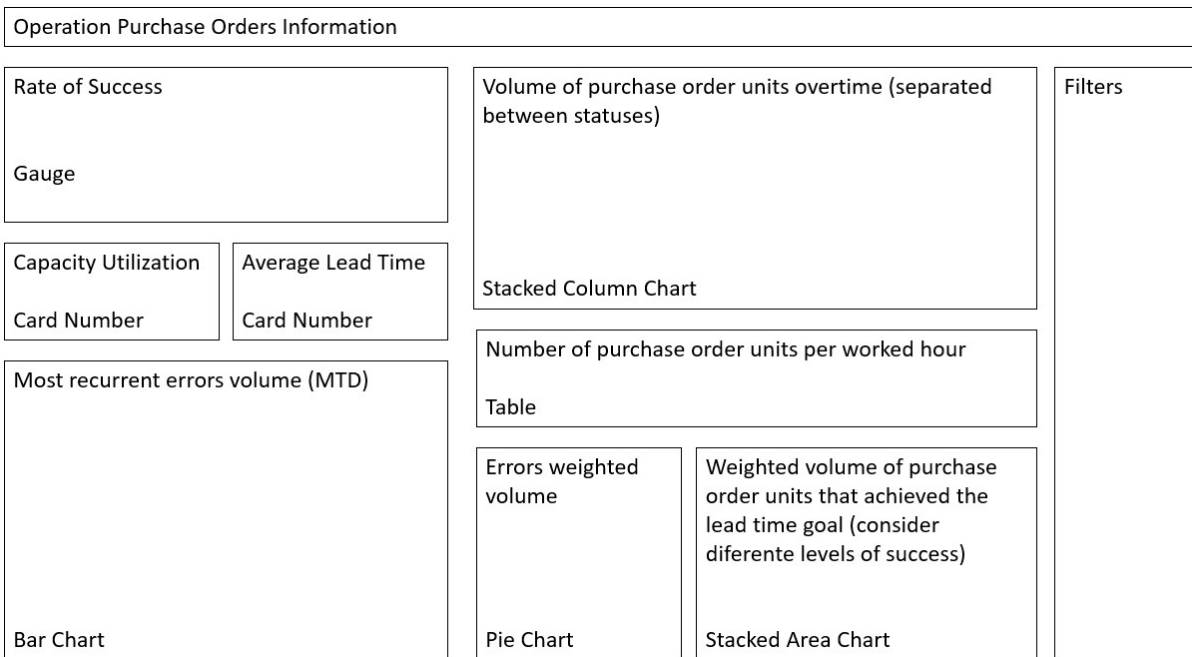 Operation Purchase Orders Information
Rate of Success
Gauge
Capacity Utilization
Card Number
Average Lead Time
Card Number
Most recurrent errors volume (MTD)
Bar Chart
Volume of purchase order units overtime (separated
between statuses)
Stacked Column Chart
Number of purchase order units per worked hour
Table
Errors weighted
volume
Pie Chart
Weighted volume of purchase
order units that achieved the
lead time goal (consider
diferente levels of success)
Stacked Area Chart
Filters